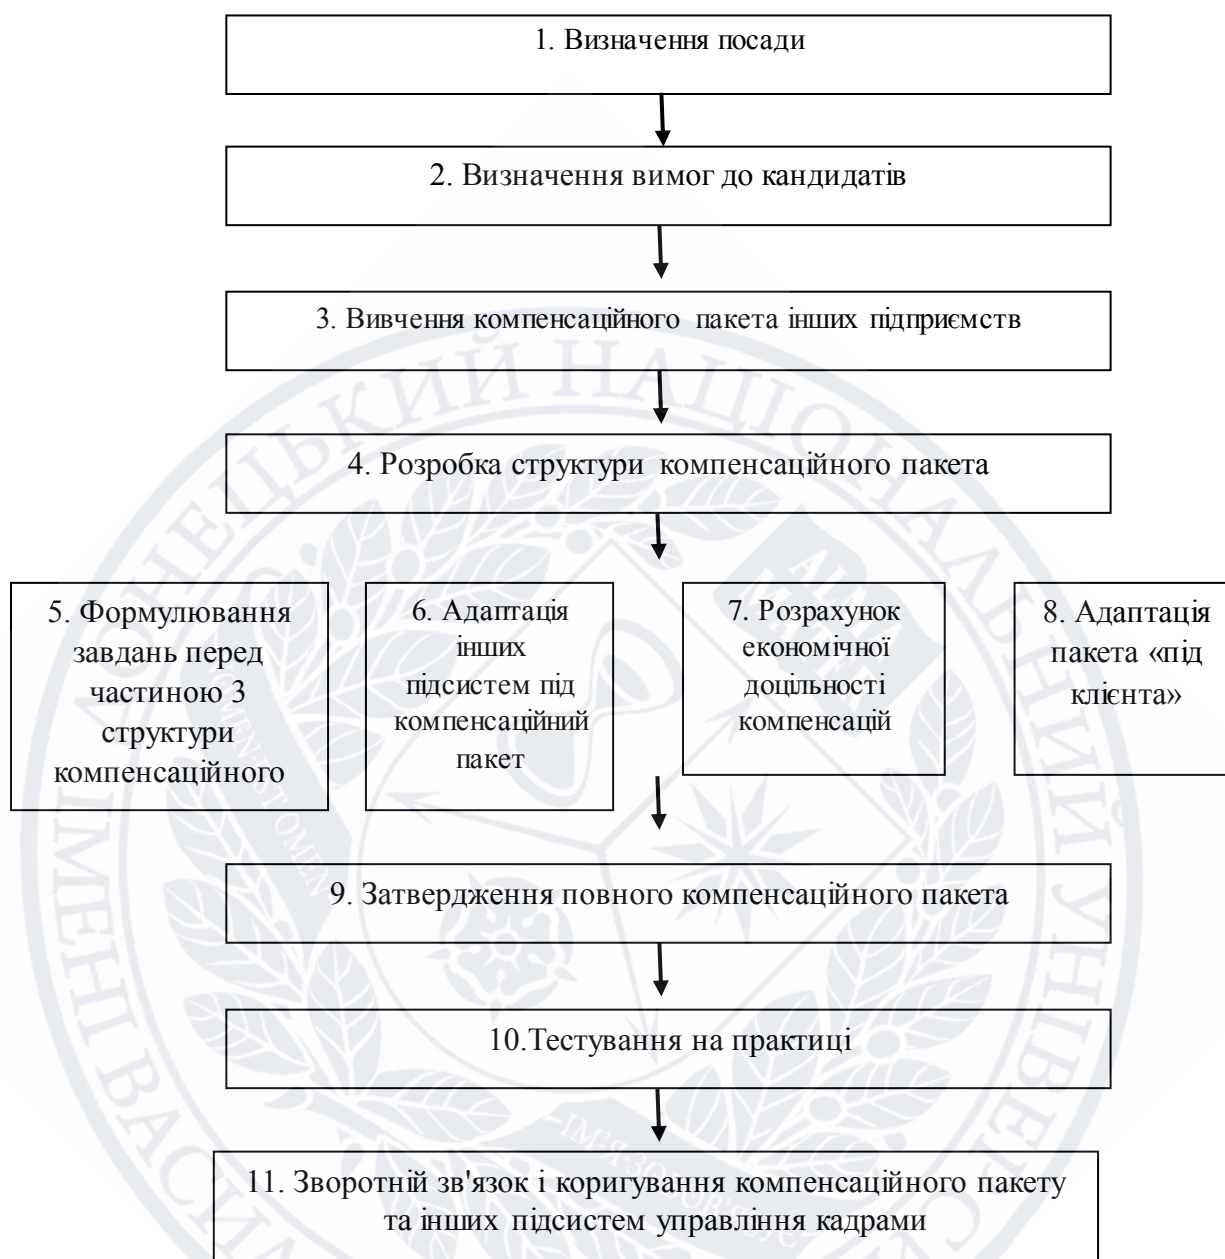 1. Визначення посади
2. Визначення вимог до кандидатів
3. Вивчення компенсаційного пакета інших підприємств
4. Розробка структури компенсаційного пакета
5. Формулювання
завдань перед
частиною 3
структури
компенсаційного
6. Адаптація
інших
підсистем під
компенсаційний
пакет
7. Розрахунок
економічної
доцільності
компенсацій
8. Адаптація
пакета «під
клієнта»
9. Затвердження повного компенсаційного пакета
10.Тестування на практиці
11. Зворотній зв'язок і коригування компенсаційного пакету
та інших підсистем управління кадрами
НАЦІОНАЛЬНИЙ
ІМЕНІ